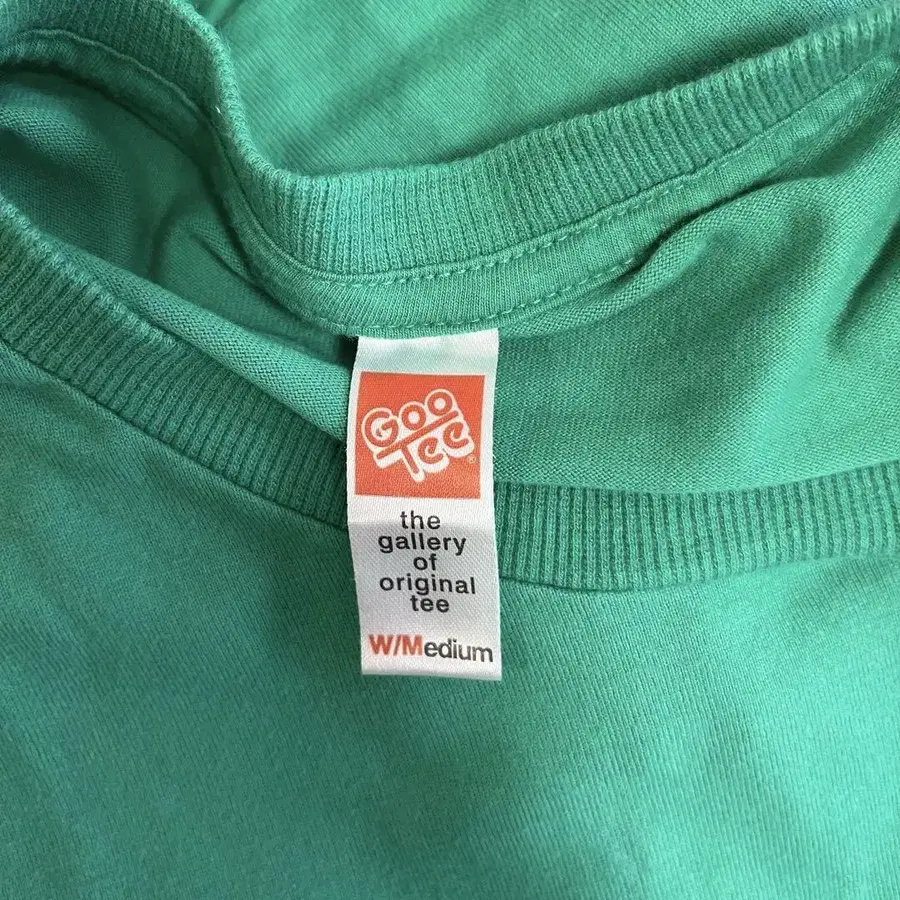 Goo
Tee®
the
gallery
of
original
tee
W/Medium